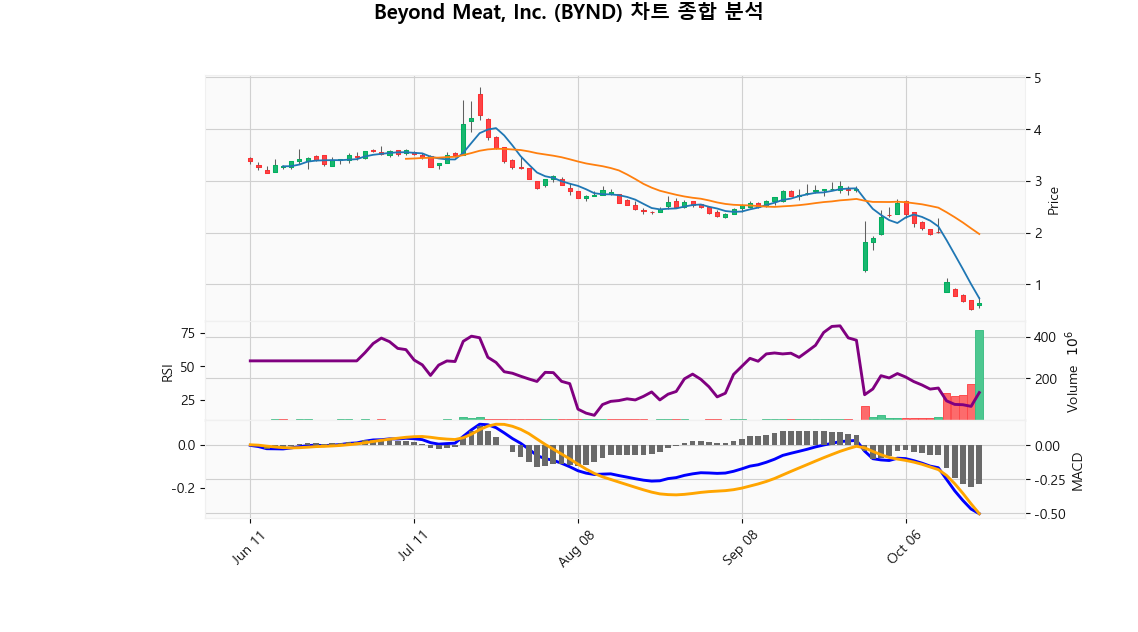 Beyond Meat, Inc. (BYND) 차트 종합 분석
5
4
3
2
1
Price
75
50
25
RSI
400
200
Volume 10^6
0.0
-0.2
0.00
-0.25
-0.50
MACD
Jun 11
Jul 11
Aug 08
Sep 08
Oct 06